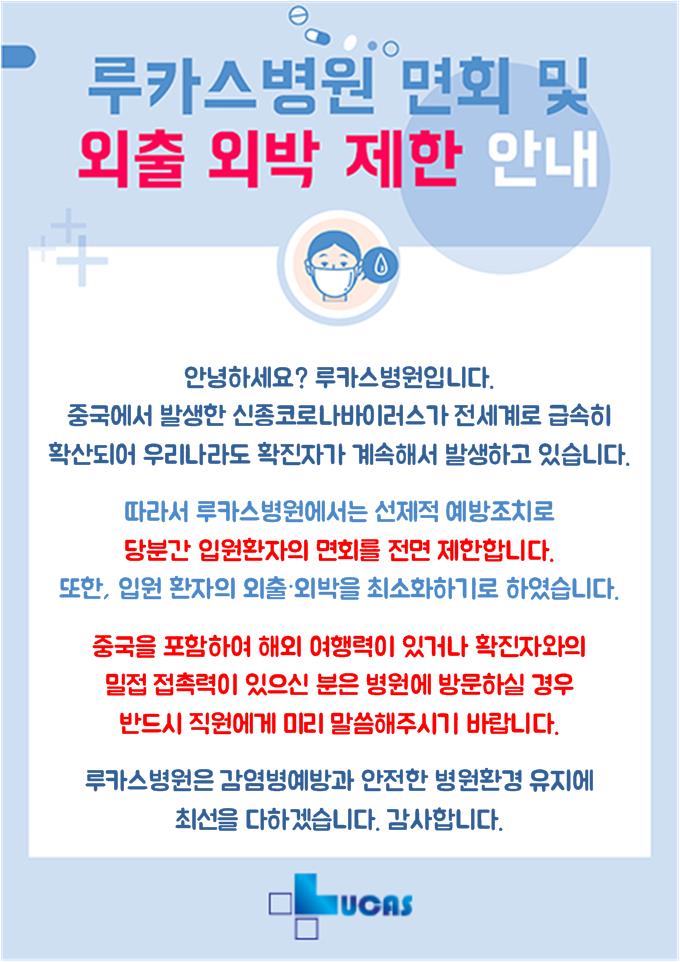 루카스병원 면회 및
외출 외박 제한 안내
안녕하세요? 루카스병원입니다.
중국에서 발생한 신종코로나바이러스가 전세계로 급속히
확산되어 우리나라도 확진자가 계속해서 발생하고 있습니다.
따라서 루카스병원에서는 선제적 예방조치로
당분간 입원환자의 면회를 전면 제한합니다.
또한, 입원 환자의 외출·외박을 최소화하기로 하였습니다.
중국을 포함하여 해외 여행력이 있거나 확진자와의
밀접 접촉력이 있으신 분은 병원에 방문하실 경우
반드시 직원에게 미리 말씀해주시기 바랍니다.
루카스병원은 감염병예방과 안전한 병원환경 유지에
최선을 다하겠습니다. 감사합니다.
LUCAS